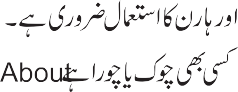 اور ہارن کا استعمال ضروری ہے۔
کسی بھی چوک یا چوراہے About